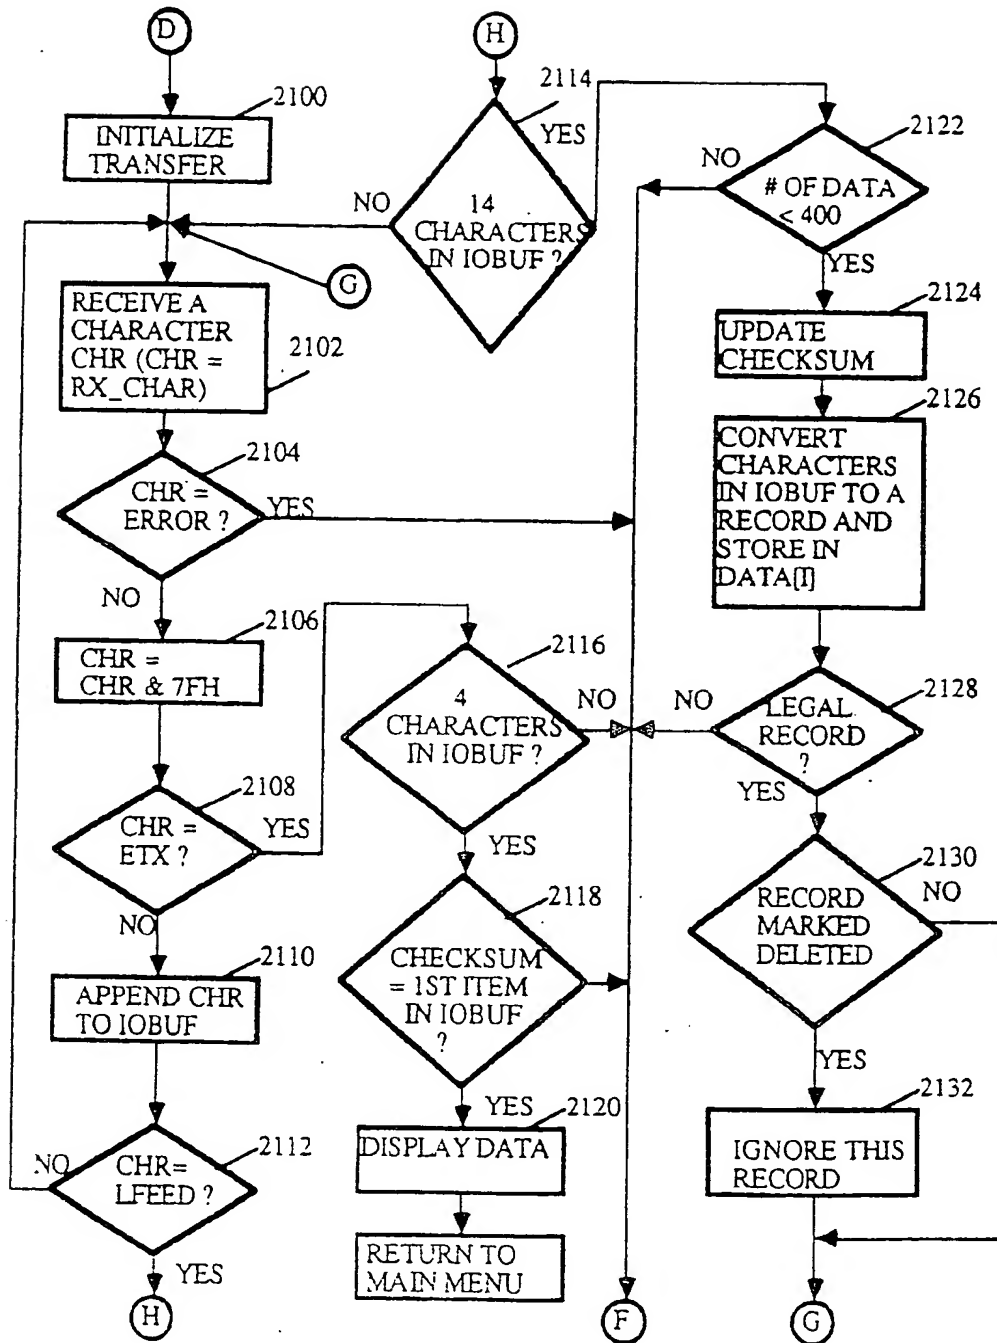 D
2100
INITIALIZE
TRANSFER
G
RECEIVE A
CHARACTER
CHR (CHR =
RX_CHAR)
2102
2104
CHR =
ERROR ?
YES
NO
2106
CHR =
CHR & 7FH
2108
CHR =
ETX ?
YES
NO
2110
APPEND CHR
TO IOBUF
2112
NO
CHR=
LFEED ?
YES
H
H
2114
YES
NO
14
CHARACTERS
IN IOBUF ?
2116
4
CHARACTERS
IN IOBUF ?
NO
YES
2118
CHECKSUM
= 1ST ITEM
IN IOBUF
?
YES
2120
DISPLAY DATA
RETURN TO
MAIN MENU
F
2122
NO
# OF DATA
< 400
YES
2124
UPDATE
CHECKSUM
2126
CONVERT
CHARACTERS
IN IOBUF TO A
RECORD AND
STORE IN
DATA[I]
2128
NO
LEGAL
RECORD
?
YES
2130
RECORD
MARKED
DELETED
NO
YES
2132
IGNORE THIS
RECORD
G